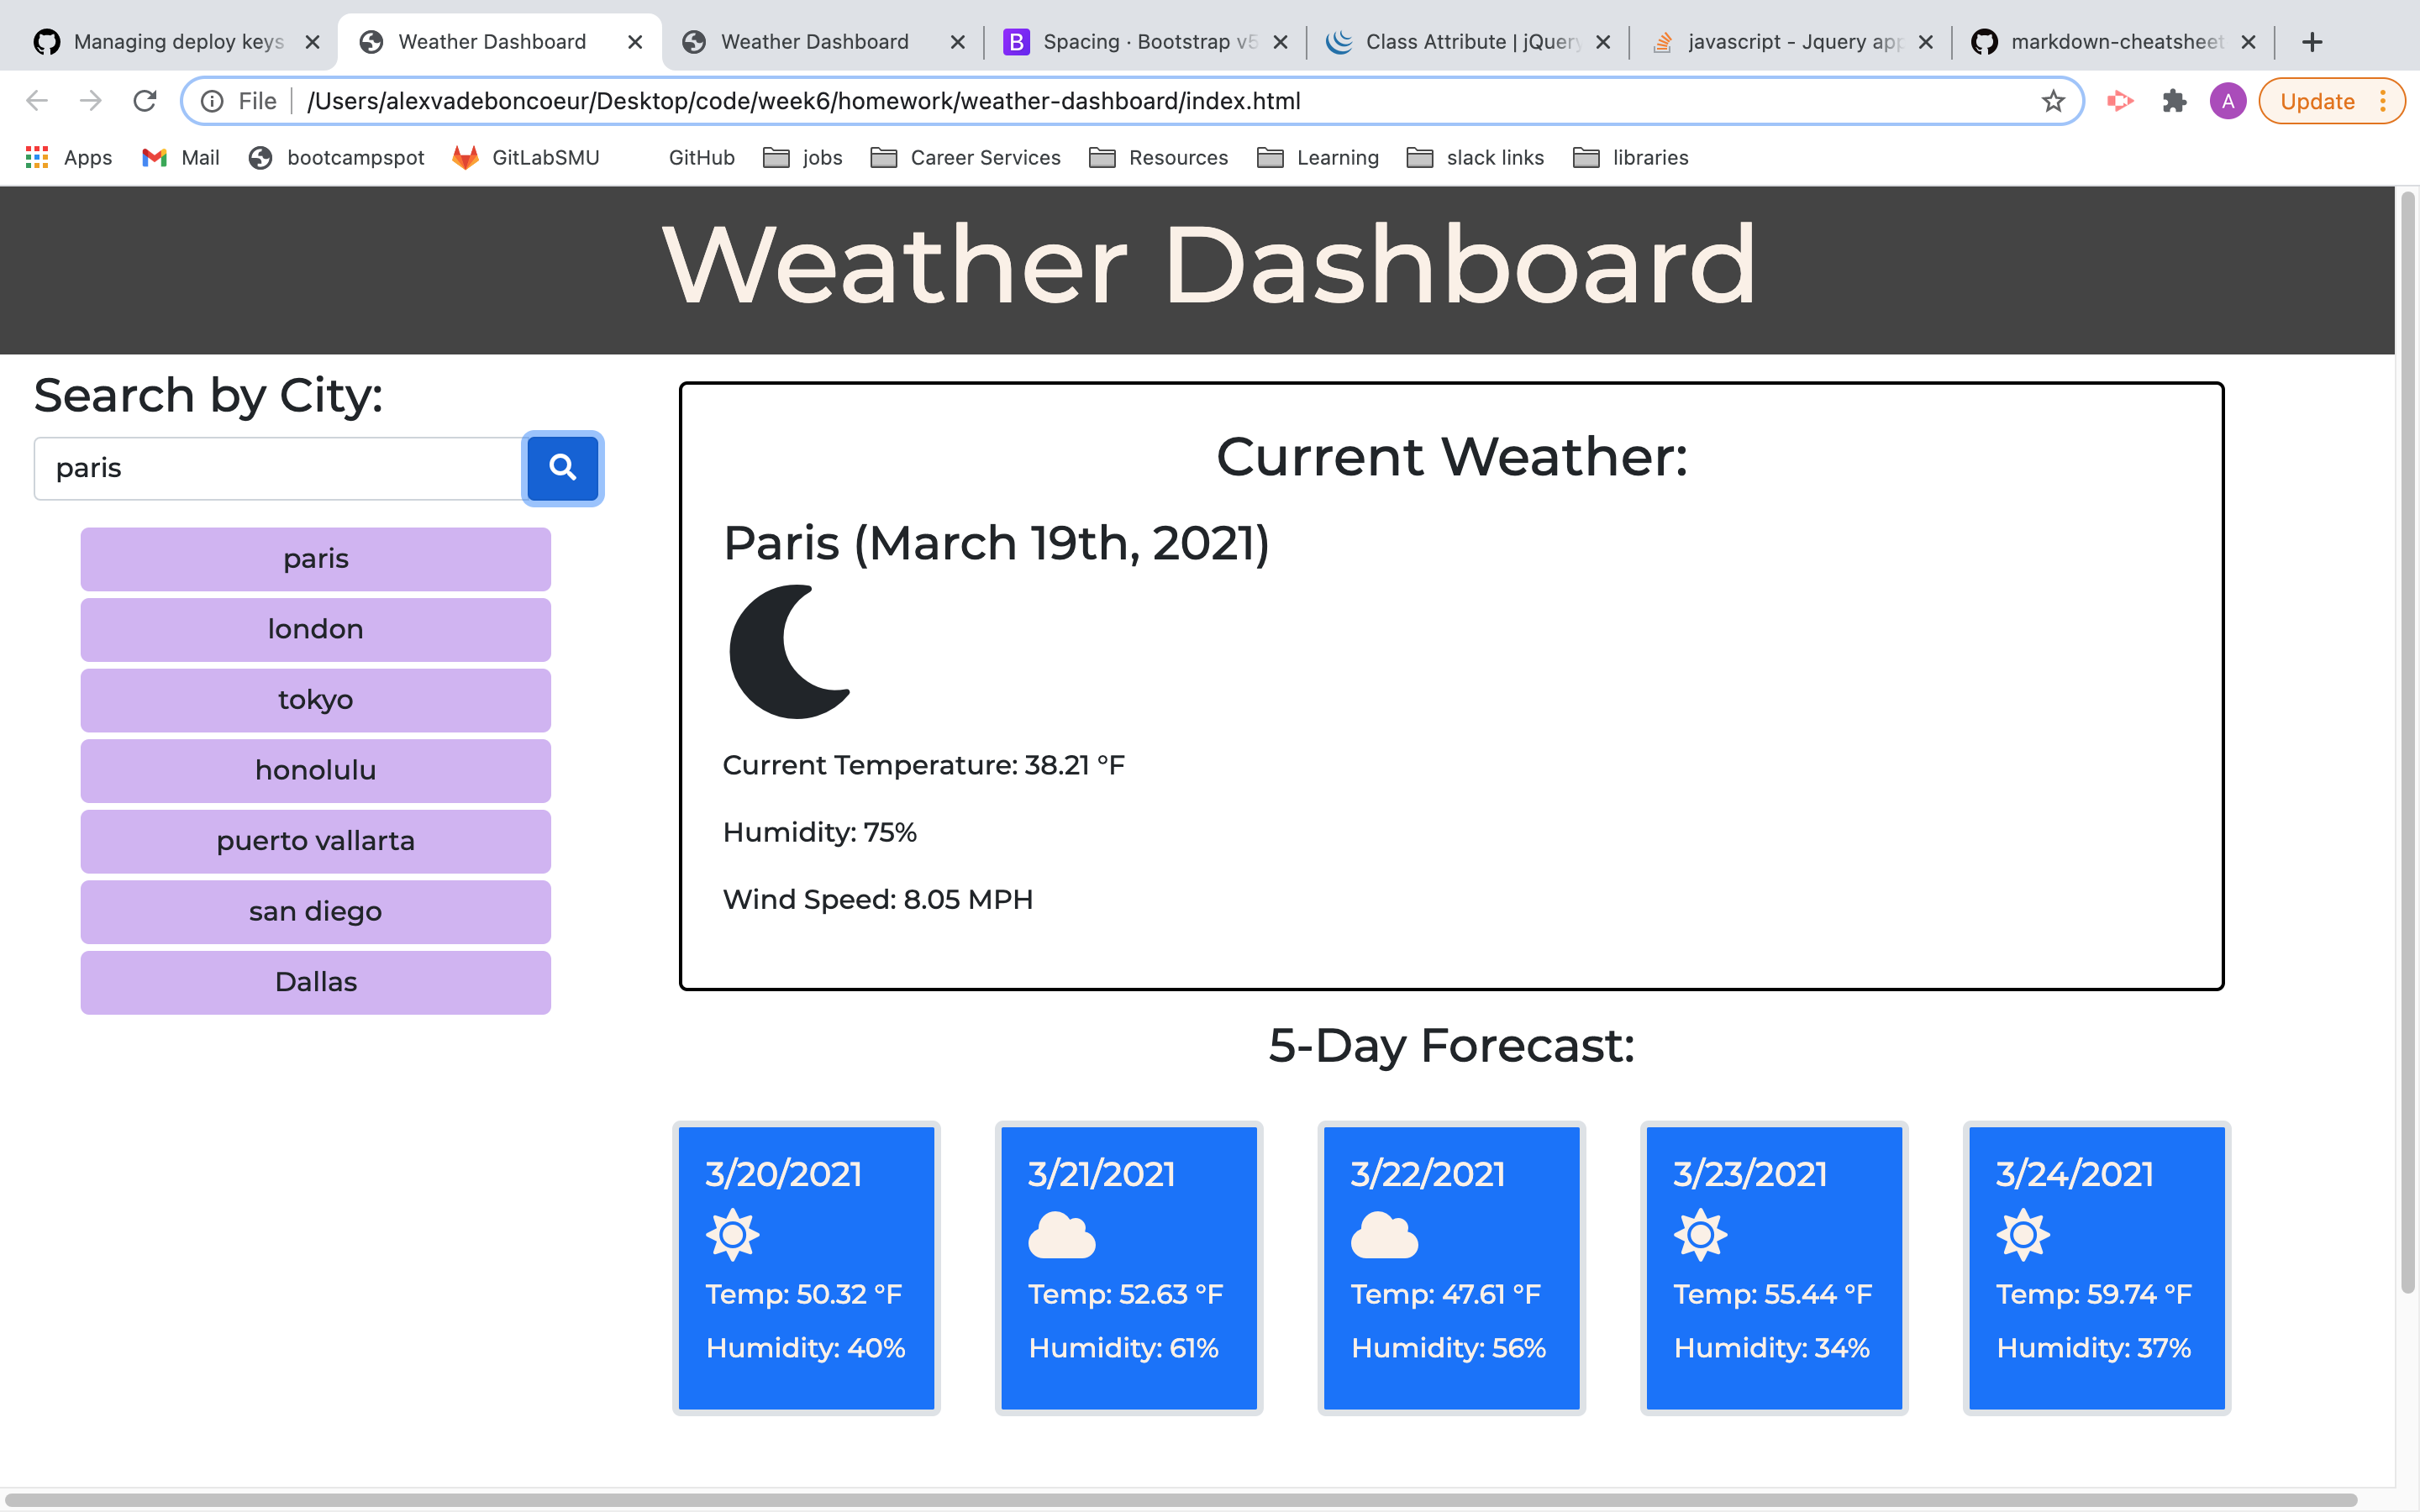 Managing deploy keys
Weather Dashboard
Weather Dashboard
Spacing · Bootstrap v5
Class Attribute | jQuery
javascript - Jquery app
markdown-cheatsheet
File
/Users/alexvadeboncoeur/Desktop/code/week6/homework/weather-dashboard/index.html
A
Update
Apps
Mail
bootcampspot
GitLabSMU
GitHub
jobs
Career Services
Resources
Learning
slack links
libraries
Weather Dashboard
Search by City:
paris
paris
london
tokyo
honolulu
puerto vallarta
san diego
Dallas
Current Weather:
Paris (March 19th, 2021)
Current Temperature: 38.21 °F
Humidity: 75%
Wind Speed: 8.05 MPH
5-Day Forecast:
3/20/2021
Temp: 50.32 °F
Humidity: 40%
3/21/2021
Temp: 52.63 °F
Humidity: 61%
3/22/2021
Temp: 47.61 °F
Humidity: 56%
3/23/2021
Temp: 55.44 °F
Humidity: 34%
3/24/2021
Temp: 59.74 °F
Humidity: 37%